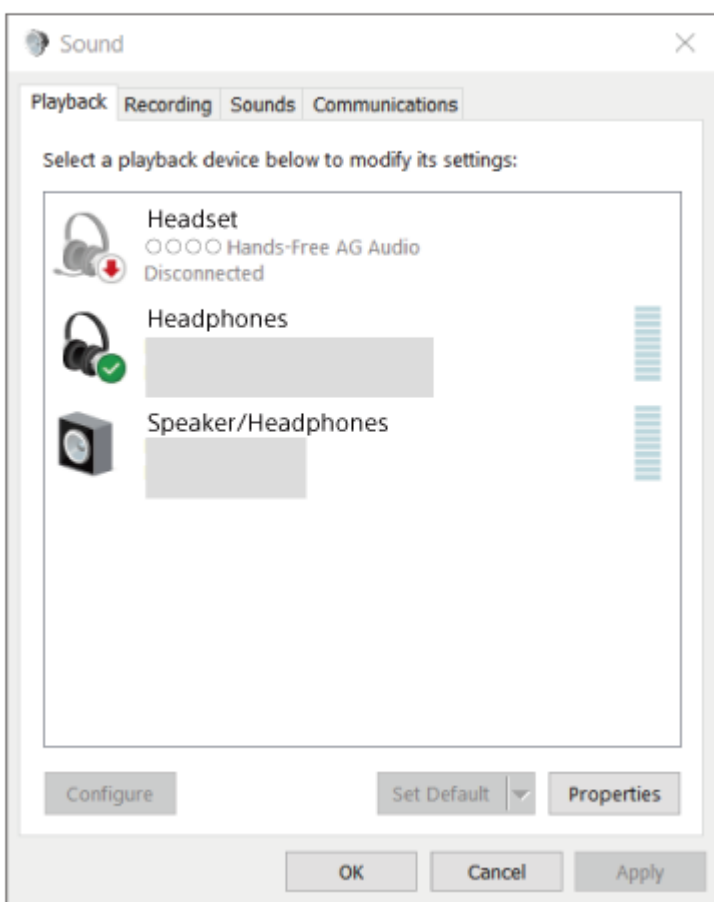 Sound
Playback Recording Sounds Communications
Select a playback device below to modify its settings:
Headset
○○○○ Hands-Free AG Audio
Disconnected
Headphones
Speaker/Headphones
Configure Set Default Properties
OK Cancel Apply